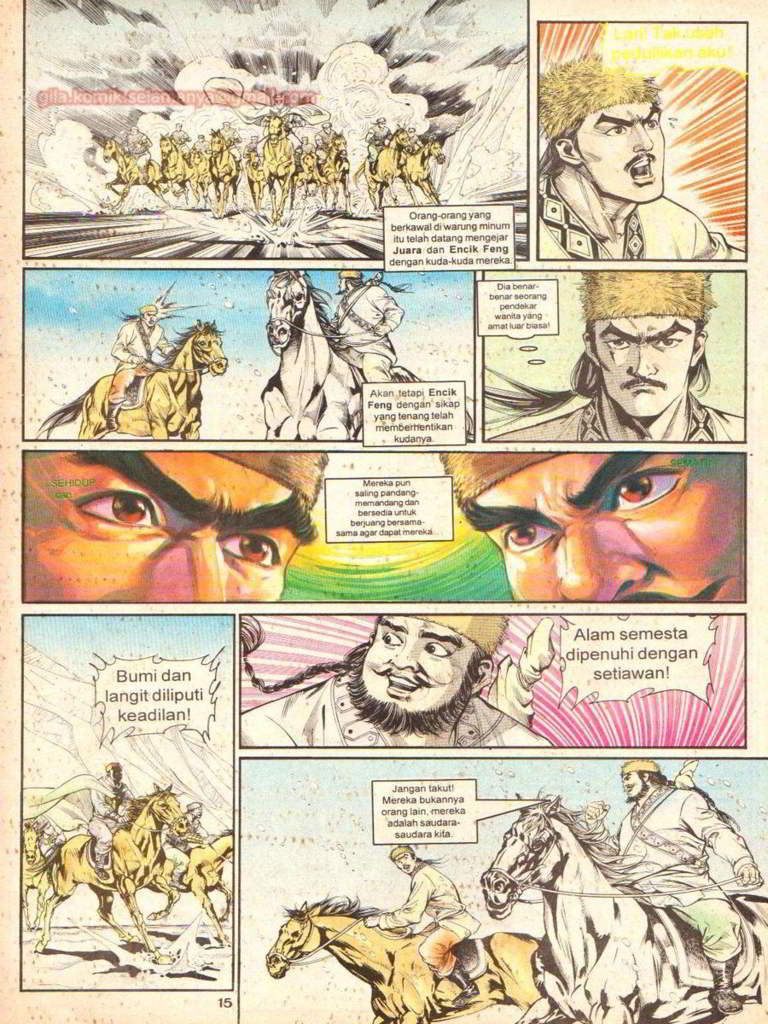 gila.komik.selamanya@gmail.com
Orang-orang yang
berkawal di warung minum
itu telah datang mengejar
Juara dan Encik Feng
dengan kuda-kuda mereka.
Lari! Tak usah
pedulikan aku!
Akan tetapi Encik
Feng dengan sikap
yang tenang telah
memberhentikan
kudanya.
Dia benar-
benar seorang
pendekar
wanita yang
amat luar biasa!
SEHIDUP
dan
Mereka pun
saling pandang-
memandang dan
bersedia untuk
berjuang bersama-
sama agar dapat mereka...
SEMATI!
Bumi dan
langit diliputi
keadilan!
Alam semesta
dipenuhi dengan
setiawan!
Jangan takut!
Mereka bukannya
orang lain, mereka
adalah saudara-
saudara kita.
15